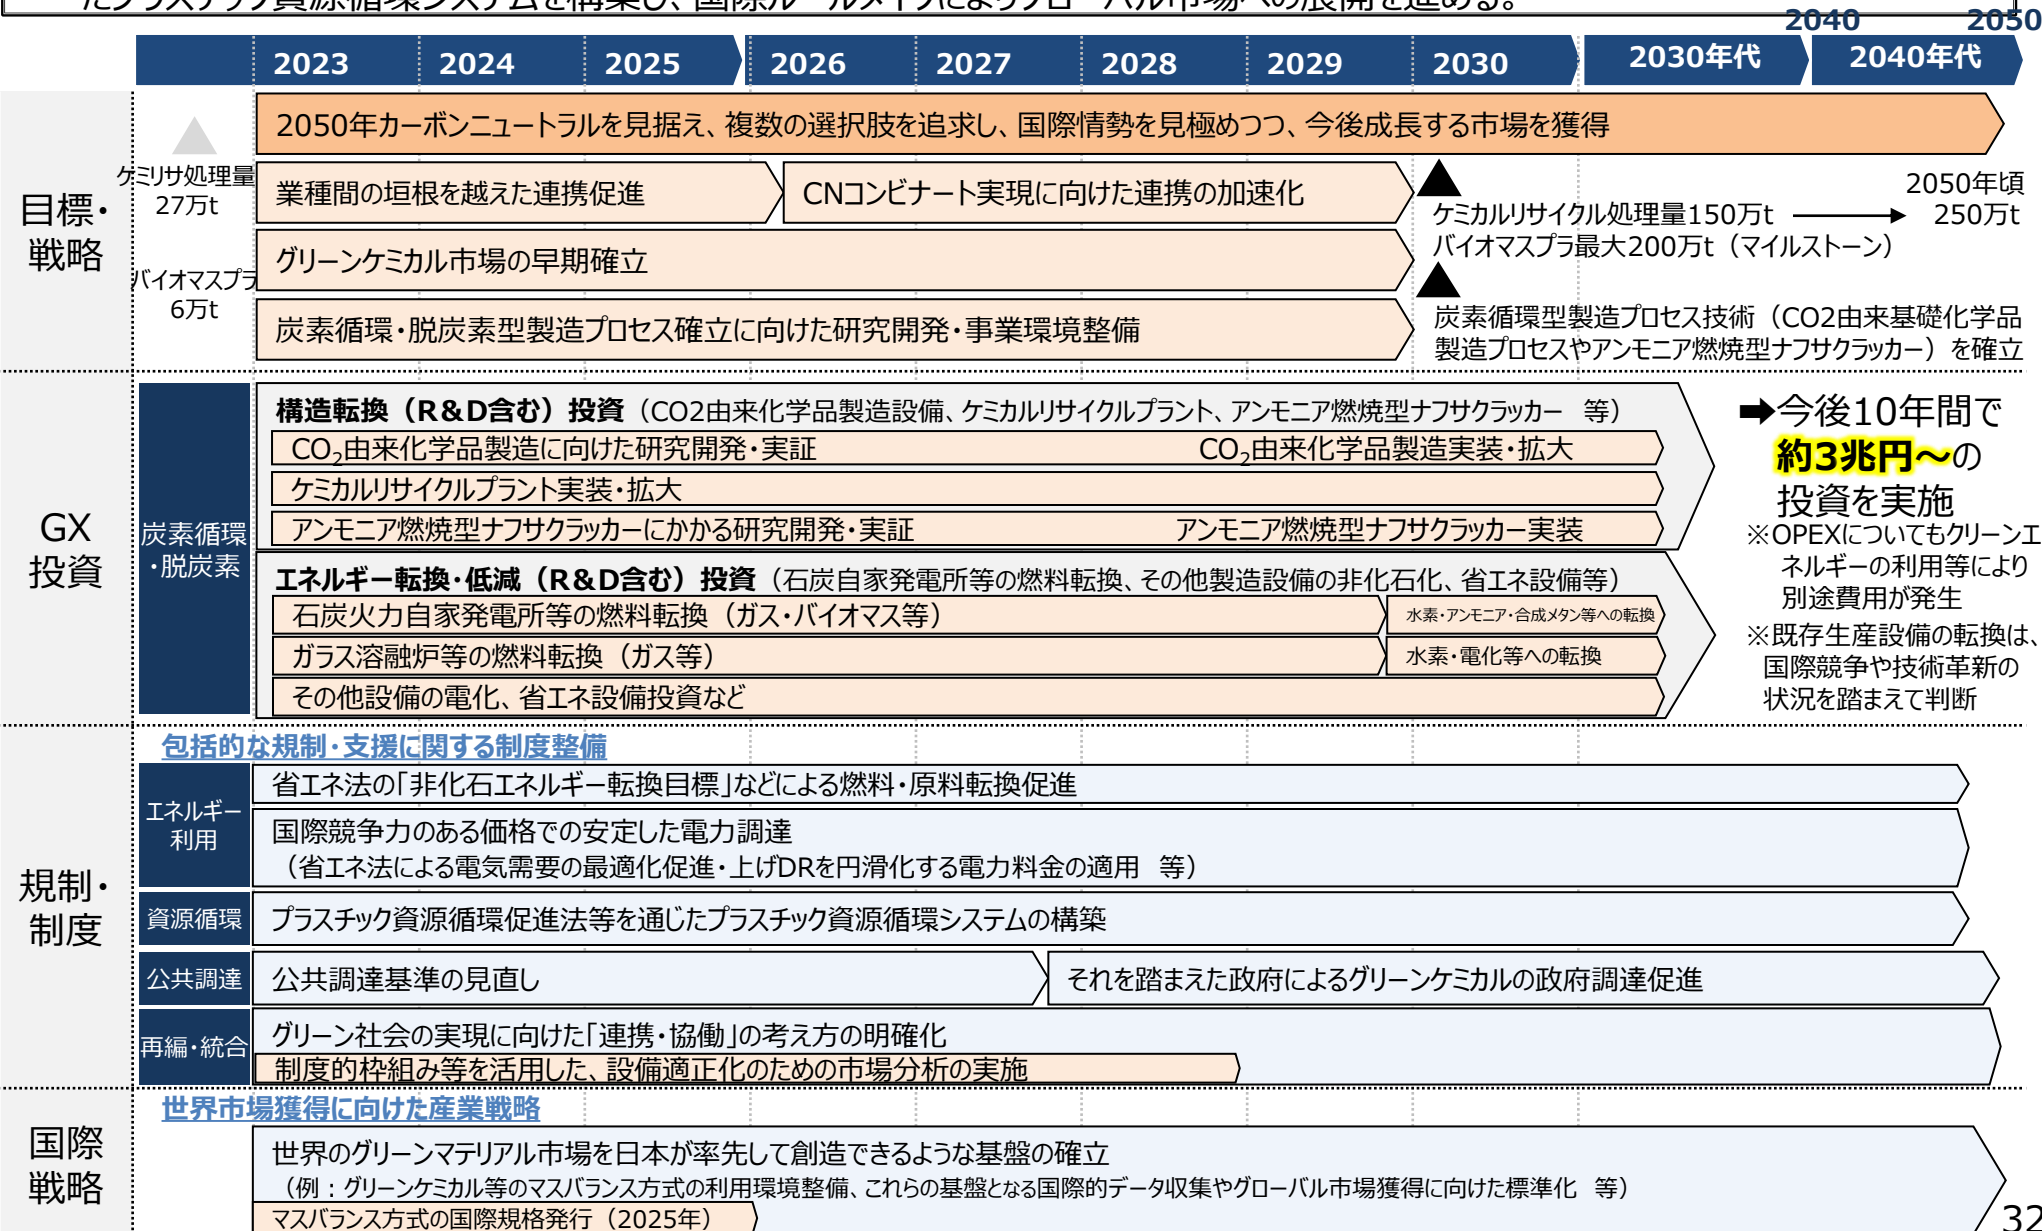 たプラスチック資源循環システムを構築し、国際ルールメイクによりグローバル市場への展開を進める。
2040 2050
2023 2024 2025 2026 2027 2028 2029 2030 2030年代 2040年代
目標・
戦略
ケミリサ処理量
27万t
バイオマスプラ
6万t
2050年カーボンニュートラルを見据え、複数の選択肢を追求し、国際情勢を見極めつつ、今後成長する市場を獲得
業種間の垣根を越えた連携促進
CNコンビナート実現に向けた連携の加速化
グリーンケミカル市場の早期確立
炭素循環・脱炭素型製造プロセス確立に向けた研究開発・事業環境整備
ケミカルリサイクル処理量150万t
2050年頃
250万t
バイオマスプラ最大200万t（マイルストーン）
炭素循環型製造プロセス技術（CO2由来基礎化学品
製造プロセスやアンモニア燃焼型ナフサクラッカー）を確立
GX
投資
炭素循環
・脱炭素
構造転換（R＆D含む）投資（CO2由来化学品製造設備、ケミカルリサイクルプラント、アンモニア燃焼型ナフサクラッカー 等）
CO₂由来化学品製造に向けた研究開発・実証
CO₂由来化学品製造実装・拡大
ケミカルリサイクルプラント実装・拡大
アンモニア燃焼型ナフサクラッカーにかかる研究開発・実証
アンモニア燃焼型ナフサクラッカー実装
エネルギー転換・低減（R＆D含む）投資（石炭自家発電所等の燃料転換、その他製造設備の非化石化、省エネ設備等）
石炭火力自家発電所等の燃料転換（ガス・バイオマス等）
水素・アンモニア・合成メタン等への転換
ガラス溶融炉等の燃料転換（ガス等）
水素・電化等への転換
その他設備の電化、省エネ設備投資など
➡今後10年間で
約3兆円～の
投資を実施
※OPEXについてもクリーンエ
ネルギーの利用等により
別途費用が発生
※既存生産設備の転換は、
国際競争や技術革新の
状況を踏まえて判断
規制・
制度
包括的な規制・支援に関する制度整備
エネルギー
利用
省エネ法の「非化石エネルギー転換目標」などによる燃料・原料転換促進
国際競争力のある価格での安定した電力調達
（省エネ法による電気需要の最適化促進・上げDRを円滑化する電力料金の適用 等）
資源循環
プラスチック資源循環促進法等を通じたプラスチック資源循環システムの構築
公共調達
公共調達基準の見直し
それを踏まえた政府によるグリーンケミカルの政府調達促進
再編・統合
グリーン社会の実現に向けた「連携・協働」の考え方の明確化
制度的枠組み等を活用した、設備適正化のための市場分析の実施
国際
戦略
世界市場獲得に向けた産業戦略
世界のグリーンマテリアル市場を日本が率先して創造できるような基盤の確立
（例：グリーンケミカル等のマスバランス方式の利用環境整備、これらの基盤となる国際的データ収集やグローバル市場獲得に向けた標準化 等）
マスバランス方式の国際規格発行（2025年）
32